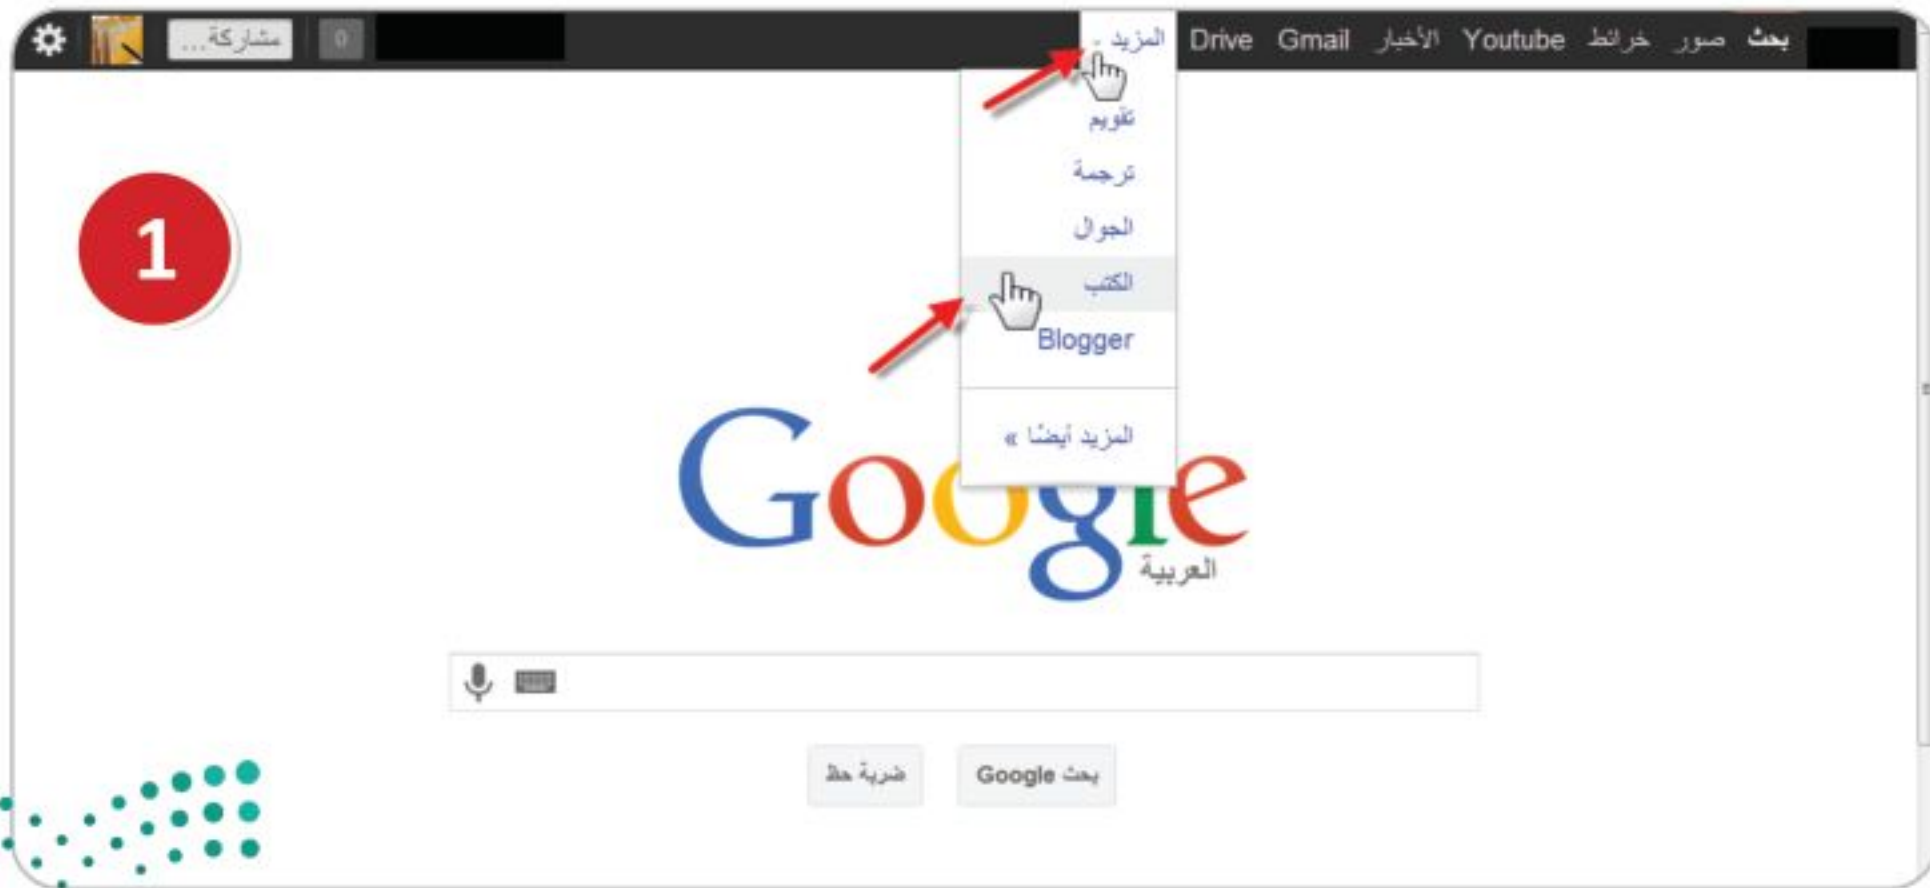 بحث صور خرائط Youtube الأخبار Gmail Drive المزيد
0 مشاركة...
تقويم
ترجمة
الجوال
الكتب
Blogger
المزيد أيضًا »
1
Google
العربية
بحث Google ضربة حظ